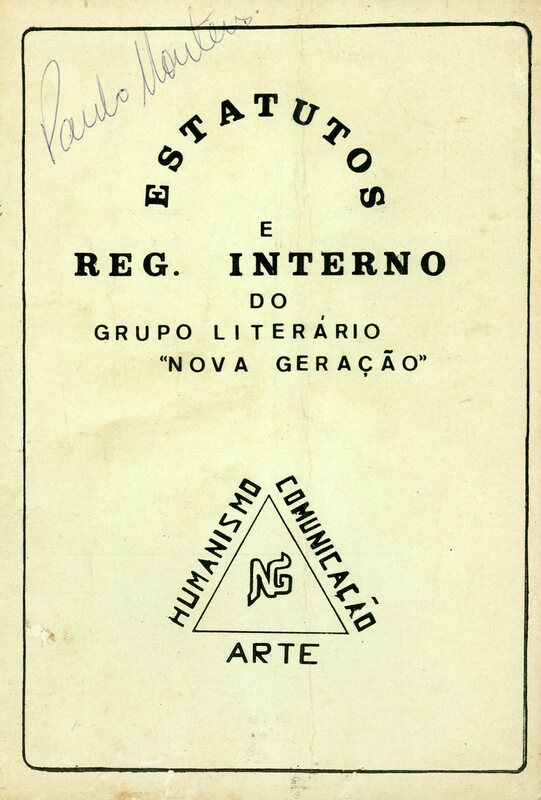 Paulo Monteiro
ESTATUTOS
E
REG. INTERNO
DO
GRUPO LITERÁRIO
“NOVA GERAÇÃO”
HUMANISMO
COMUNICAÇÃO
NG
ARTE